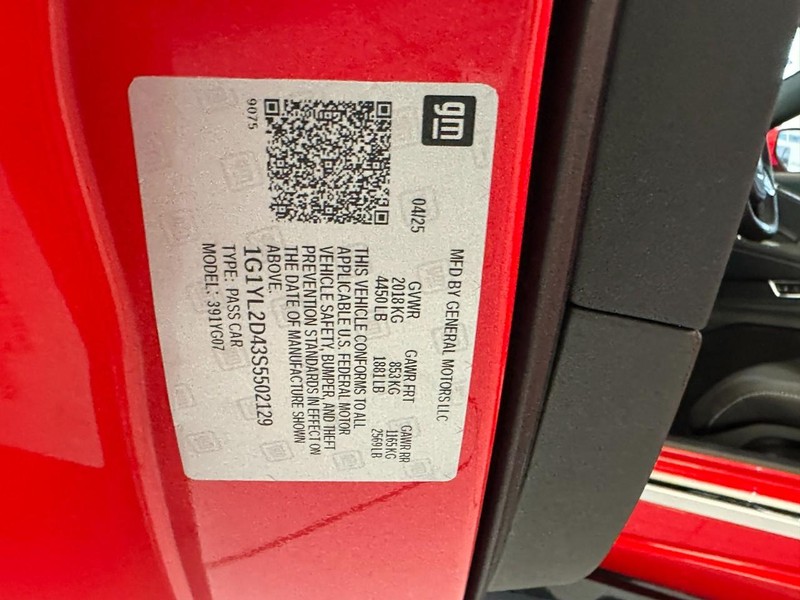 gm
04/25
9075
MFD BY GENERAL MOTORS LLC
GVWR GAWR FRT GAWR RR
2018 KG 853 KG 1165 KG
4450 LB 1881 LB 2569 LB
THIS VEHICLE CONFORMS TO ALL
APPLICABLE U.S. FEDERAL MOTOR
VEHICLE SAFETY, BUMPER, AND THEFT
PREVENTION STANDARDS IN EFFECT ON
THE DATE OF MANUFACTURE SHOWN
ABOVE.
1G1YL2D43S5502129
TYPE: PASS CAR
MODEL: 391YG07